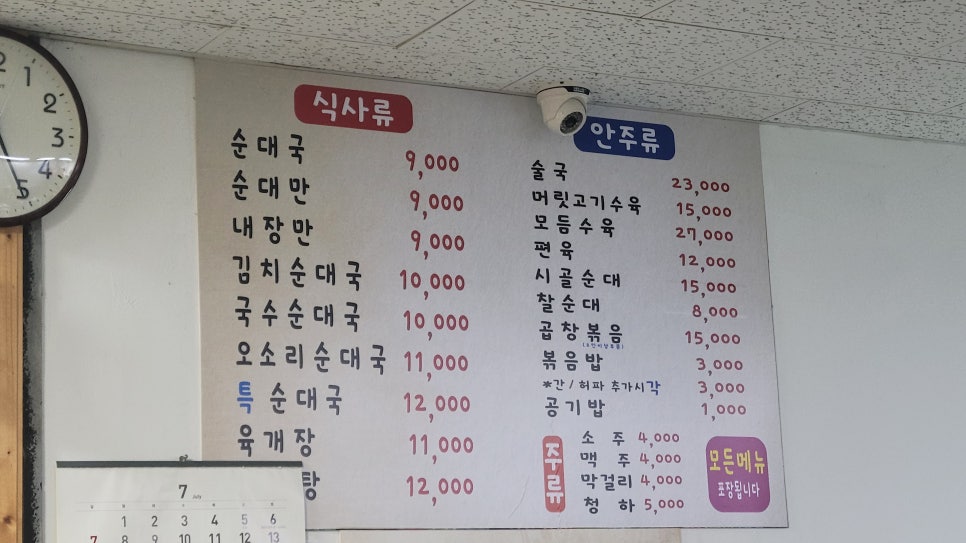 1
2
3
4
5
식사류
순대국 9,000
순대만 9,000
내장만 9,000
김치순대국 10,000
국수순대국 10,000
오소리순대국 11,000
특 순대국 12,000
육개장 11,000
탕 12,000
안주류
술국 23,000
머릿고기수육 15,000
모듬수육 27,000
편육 12,000
시골순대 15,000
찰순대 8,000
곱창볶음 15,000
볶음밥 3,000
*간/허파 추가시각 3,000
공기밥 1,000
주류
소주 4,000
맥주 4,000
막걸리 4,000
청하 5,000
모든메뉴
포장됩니다
7 July
1 2 3 4 5 6
7 8 9 10 11 12 13